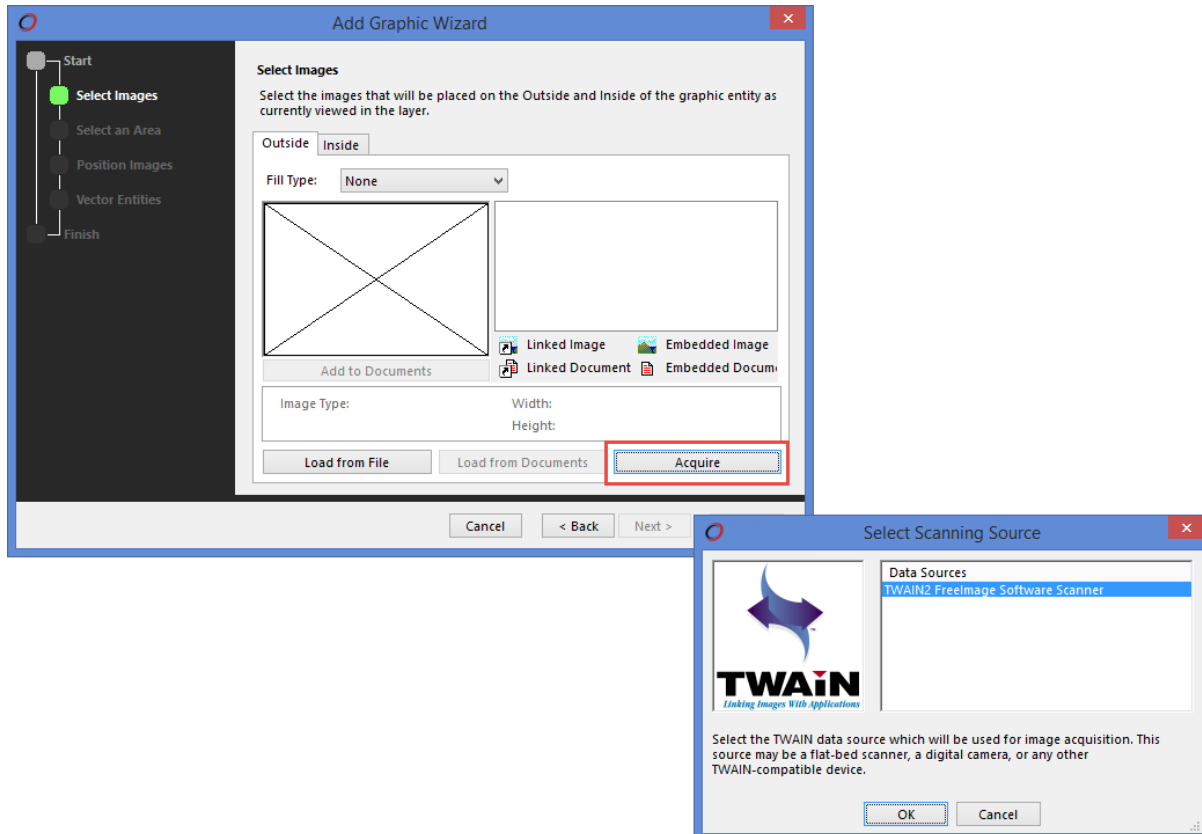 Add Graphic Wizard
Start
Select Images
Select an Area
Position Images
Vector Entities
Finish
Select Images
Select the images that will be placed on the Outside and Inside of the graphic entity as
currently viewed in the layer.
Outside Inside
Fill Type: None
Linked Image Embedded Image
Add to Documents Linked Document Embedded Docum
Image Type: Width:
Height:
Load from File Load from Documents Acquire
Cancel < Back Next >
Select Scanning Source
Data Sources
TWAIN2 FreeImage Software Scanner
TWAiN
Linking Images With Applications
Select the TWAIN data source which will be used for image acquisition. This
source may be a flat-bed scanner, a digital camera, or any other
TWAIN-compatible device.
OK Cancel